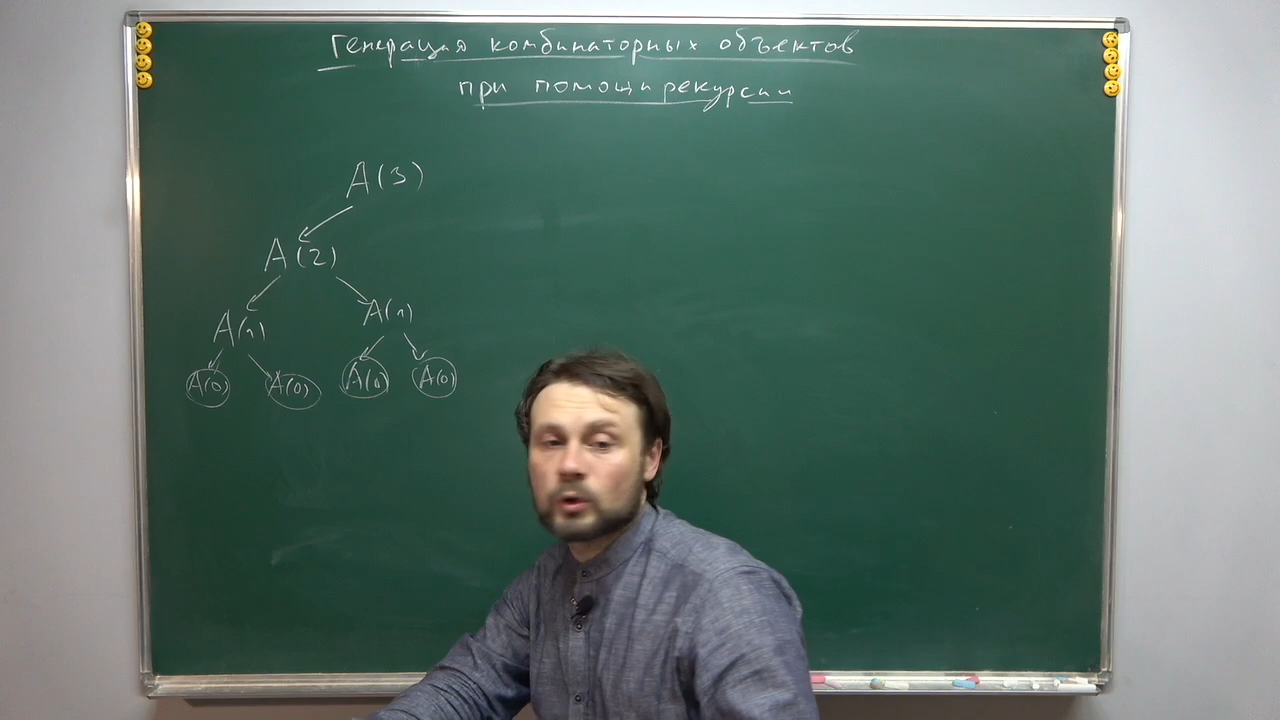 Генерация комбинаторных объектов
при помощи рекурсии
A(3)
A(2)
A(1) A(1)
A(0) A(0) A(0) A(0)